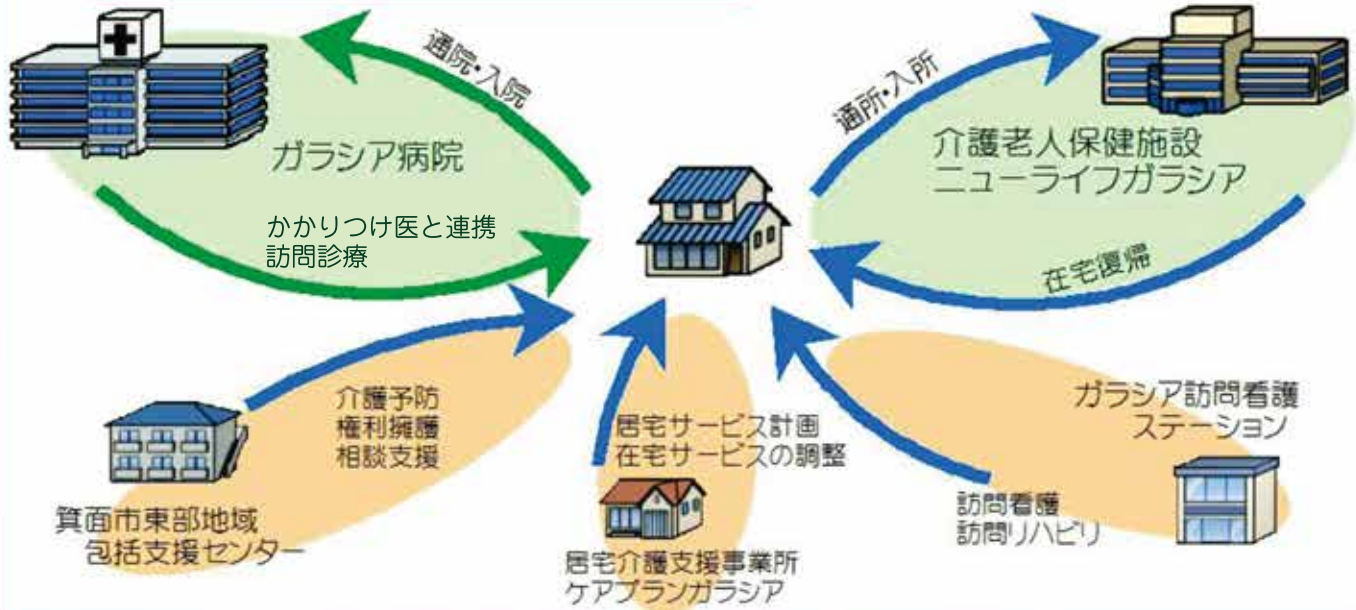 通院・入院
ガラシア病院
かかりつけ医と連携
訪問診療
通所・入所
介護老人保健施設
ニューライフガラシア
在宅復帰
介護予防
権利擁護
相談支援
箕面市東部地域
包括支援センター
居宅サービス計画
在宅サービスの調整
居宅介護支援事業所
ケアプランガラシア
ガラシア訪問看護
ステーション
訪問看護
訪問リハビリ